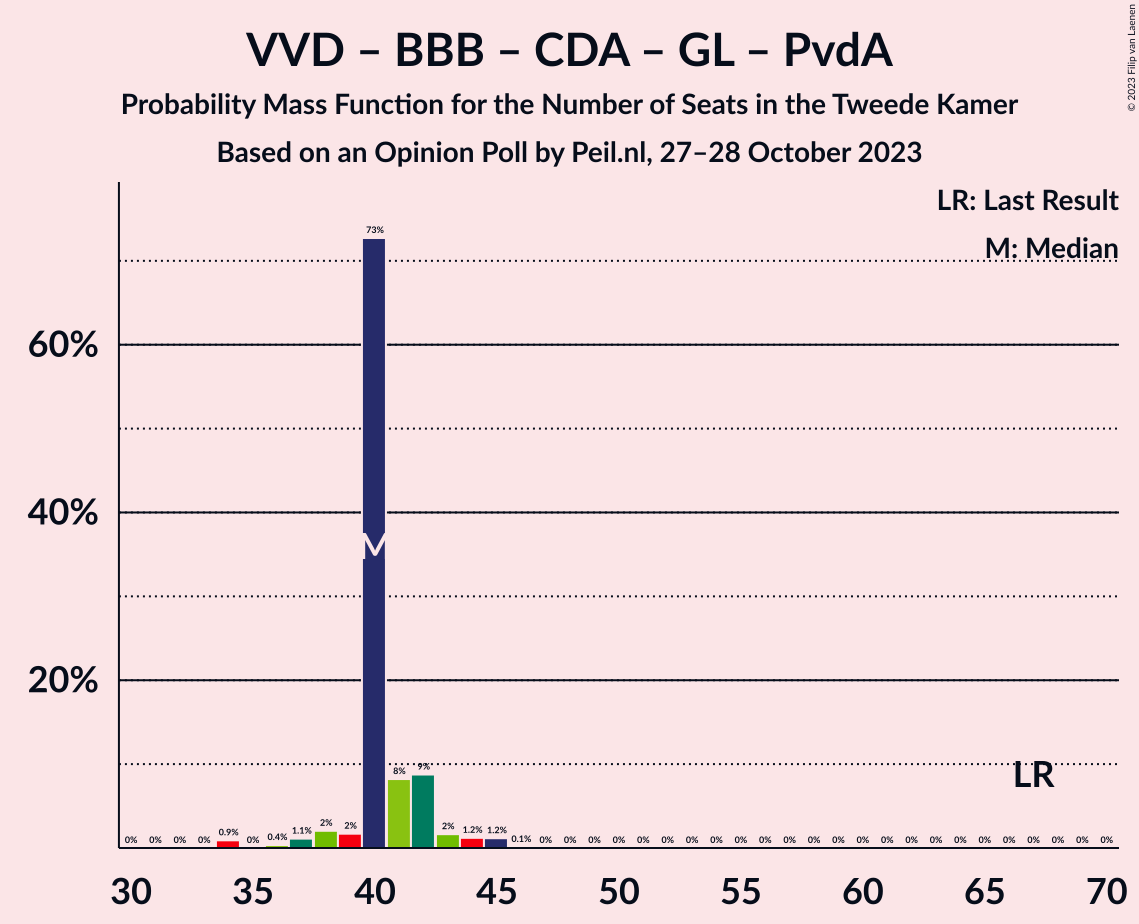 VVD – BBB – CDA – GL – PvdA
Probability Mass Function for the Number of Seats in the Tweede Kamer
Based on an Opinion Poll by Peil.nl, 27–28 October 2023
© 2023 Filip van Laenen
LR: Last Result
M: Median
60%
40%
20%
0% 0% 0% 0% 0.9% 0% 0.4% 1.1% 2% 2% 73% 8% 9% 2% 1.2% 1.2% 0.1% 0% 0% 0% 0% 0% 0% 0% 0% 0% 0% 0% 0% 0% 0% 0% 0% 0% 0% 0% 0% 0% 0% 0% 0%
M
LR
30 35 40 45 50 55 60 65 70